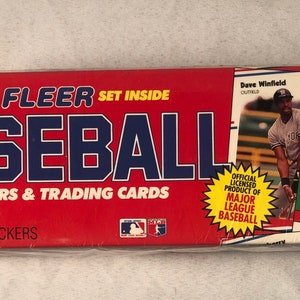 FLEER SET INSIDE
SEBALL
RS & TRADING CARDS
CKERS
Dave Winfield
OUTFIELD
OFFICIAL
LICENSED
PRODUCT OF
MAJOR
LEAGUE
BASEBALL